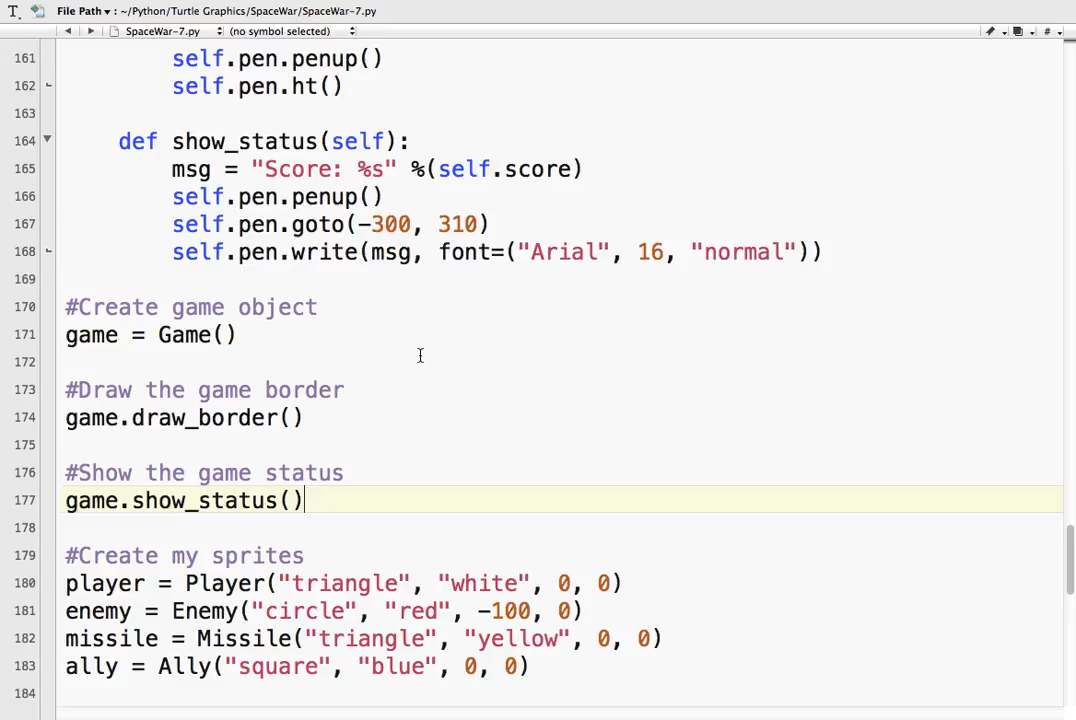 File Path ▾ : ~/Python/Turtle Graphics/SpaceWar/SpaceWar-7.py
SpaceWar-7.py (no symbol selected) #
161 self.pen.penup()
162 self.pen.ht()
163
164 def show_status(self):
165 msg = "Score: %s" %(self.score)
166 self.pen.penup()
167 self.pen.goto(-300, 310)
168 self.pen.write(msg, font=("Arial", 16, "normal"))
169
170 #Create game object
171 game = Game()
172
173 #Draw the game border
174 game.draw_border()
175
176 #Show the game status
177 game.show_status()
178
179 #Create my sprites
180 player = Player("triangle", "white", 0, 0)
181 enemy = Enemy("circle", "red", -100, 0)
182 missile = Missile("triangle", "yellow", 0, 0)
183 ally = Ally("square", "blue", 0, 0)
184